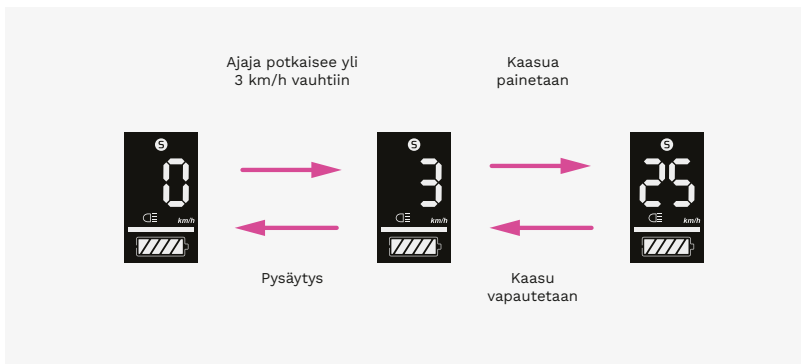 Ajaja potkaisee yli
3 km/h vauhtiin
Kaasua
painetaan
S
0
km/h
S
3
km/h
S
25
km/h
Pysäytys
Kaasu
vapautetaan